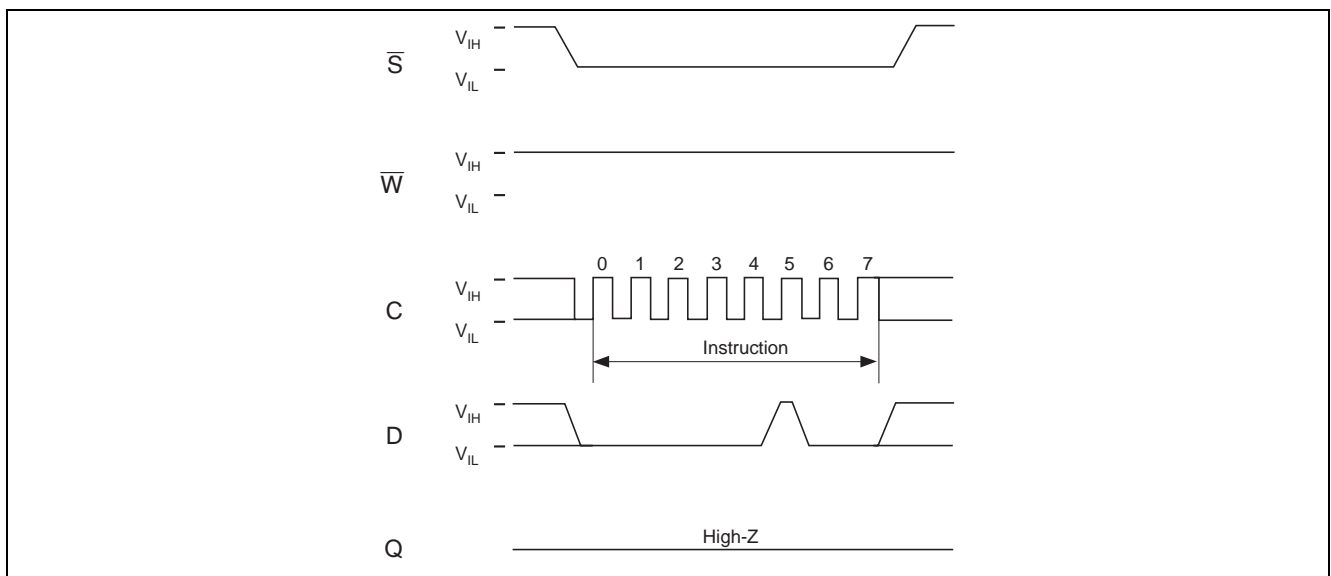 V_IH
S̅
V_IL
V_IH
W̅
V_IL
0 1 2 3 4 5 6 7
V_IH
C
V_IL
Instruction
V_IH
D
V_IL
High-Z
Q